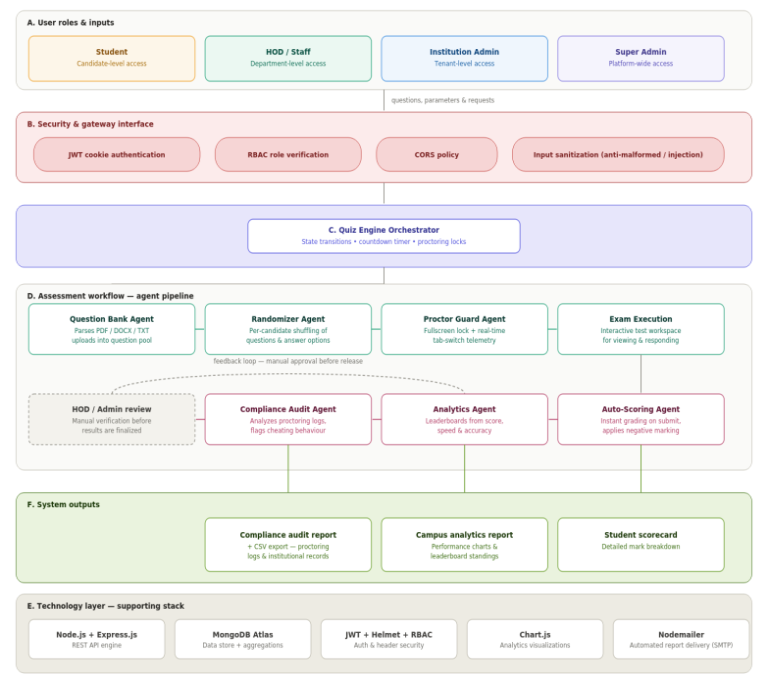 A. User roles & inputs
Student
Candidate-level access
HOD / Staff
Department-level access
Institution Admin
Tenant-level access
Super Admin
Platform-wide access
questions, parameters & requests
B. Security & gateway interface
JWT cookie authentication
RBAC role verification
CORS policy
Input sanitization (anti-malformed / injection)
C. Quiz Engine Orchestrator
State transitions • countdown timer • proctoring locks
D. Assessment workflow — agent pipeline
Question Bank Agent
Parses PDF / DOCX / TXT
uploads into question pool
Randomizer Agent
Per-candidate shuffling of
questions & answer options
Proctor Guard Agent
Fullscreen lock + real-time
tab-switch telemetry
Exam Execution
Interactive test workspace
for viewing & responding
feedback loop — manual approval before release
HOD / Admin review
Manual verification before
results are finalized
Compliance Audit Agent
Analyzes proctoring logs,
flags cheating behaviour
Analytics Agent
Leaderboards from score,
speed & accuracy
Auto-Scoring Agent
Instant grading on submit,
applies negative marking
F. System outputs
Compliance audit report
+ CSV export — proctoring
logs & institutional records
Campus analytics report
Performance charts &
leaderboard standings
Student scorecard
Detailed mark breakdown
E. Technology layer — supporting stack
Node.js + Express.js
REST API engine
MongoDB Atlas
Data store + aggregations
JWT + Helmet + RBAC
Auth & header security
Chart.js
Analytics visualizations
Nodemailer
Automated report delivery (SMTP)